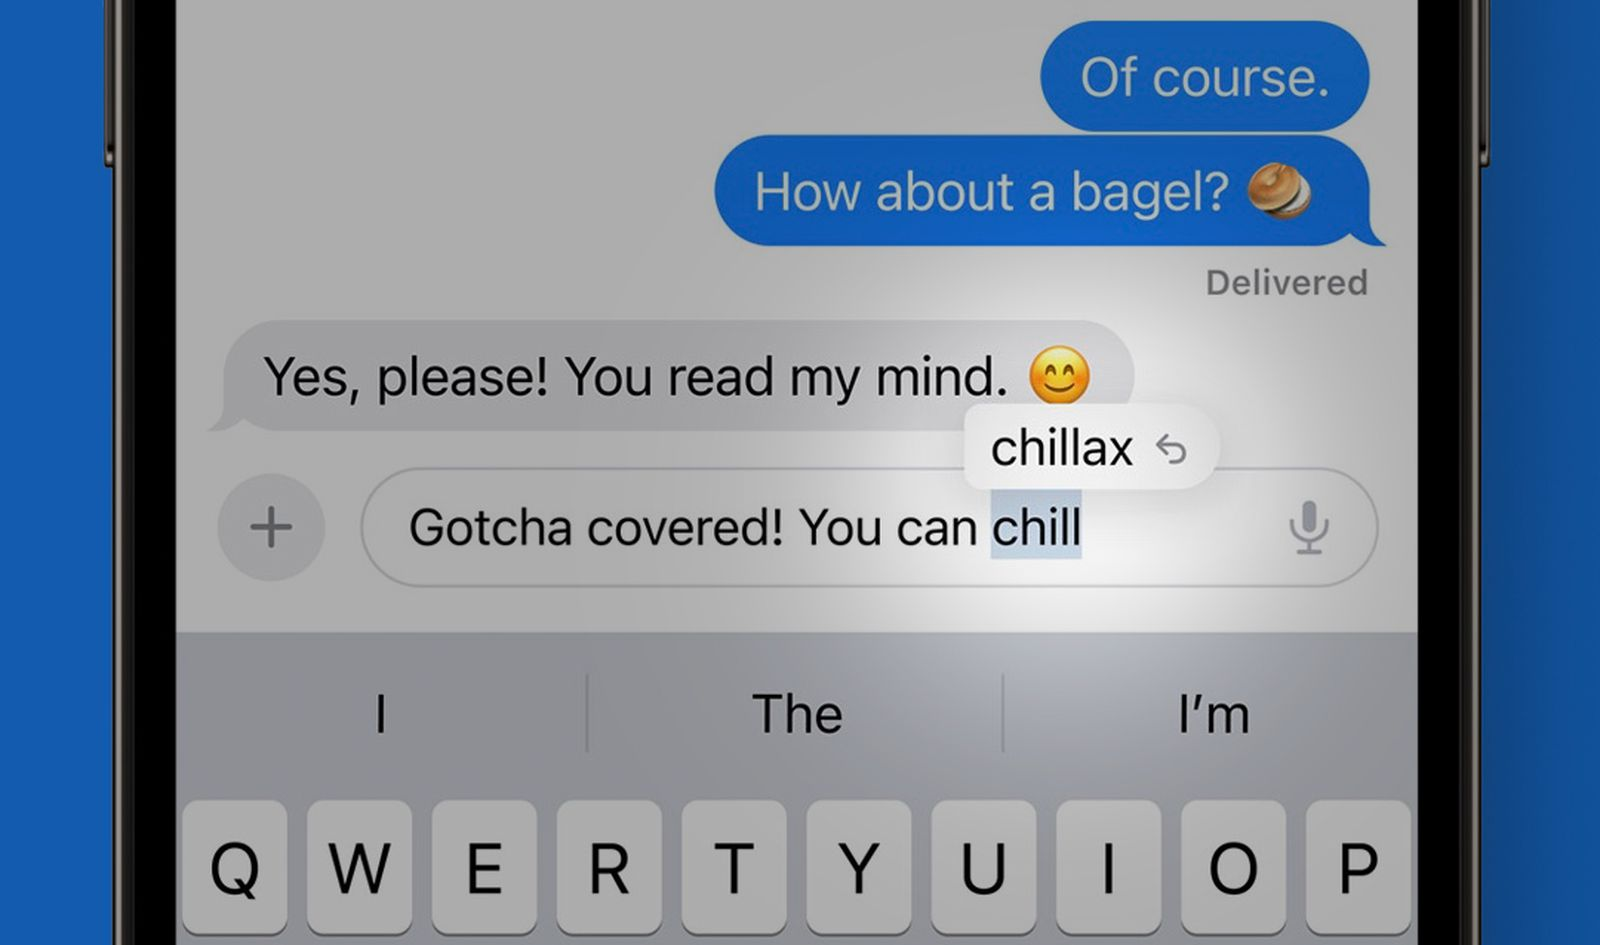 Of course.
How about a bagel? 🥯
Delivered
Yes, please! You read my mind. 😊
chillax
Gotcha covered! You can chill
I The I’m
Q W E R T Y U I O P